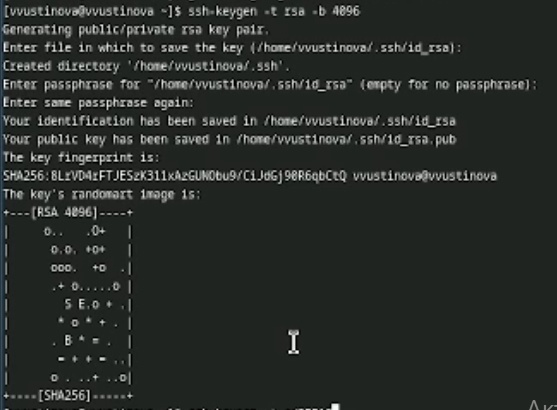 [vvustinova@vvustinova ~]$ ssh-keygen -t rsa -b 4096
Generating public/private rsa key pair.
Enter file in which to save the key (/home/vvustinova/.ssh/id_rsa):
Created directory '/home/vvustinova/.ssh'.
Enter passphrase for "/home/vvustinova/.ssh/id_rsa" (empty for no passphrase):
Enter same passphrase again:
Your identification has been saved in /home/vvustinova/.ssh/id_rsa
Your public key has been saved in /home/vvustinova/.ssh/id_rsa.pub
The key fingerprint is:
SHA256:8LrVD4rFTJESzK311xAzGUNObu9/CiJdGj90R6qbCtQ vvustinova@vvustinova
The key's randomart image is:
+---[RSA 4096]----+
|     o..   .O+   |
|      o.o. +o+   |
|      ooo.  +o  .|
|      .+ o.....o |
|        S E.o + .|
|       * o * + . |
|      . B * = .  |
|       = + + = ..|
|      o . ..+ ..o|
+----[SHA256]-----+